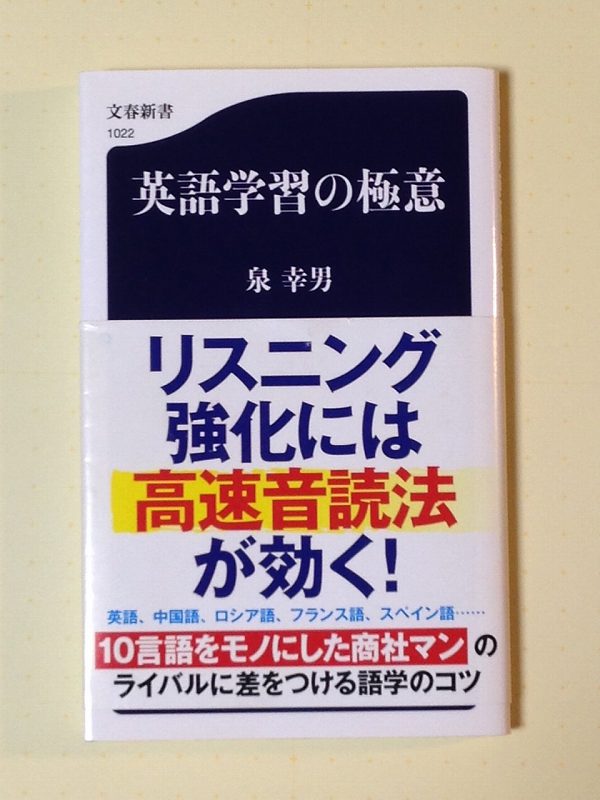 文春新書
1022
英語学習の極意
泉 幸男
リスニング
強化には
高速音読法
が効く!
英語、中国語、ロシア語、フランス語、スペイン語……
10言語をモノにした商社マンの
ライバルに差をつける語学のコツ